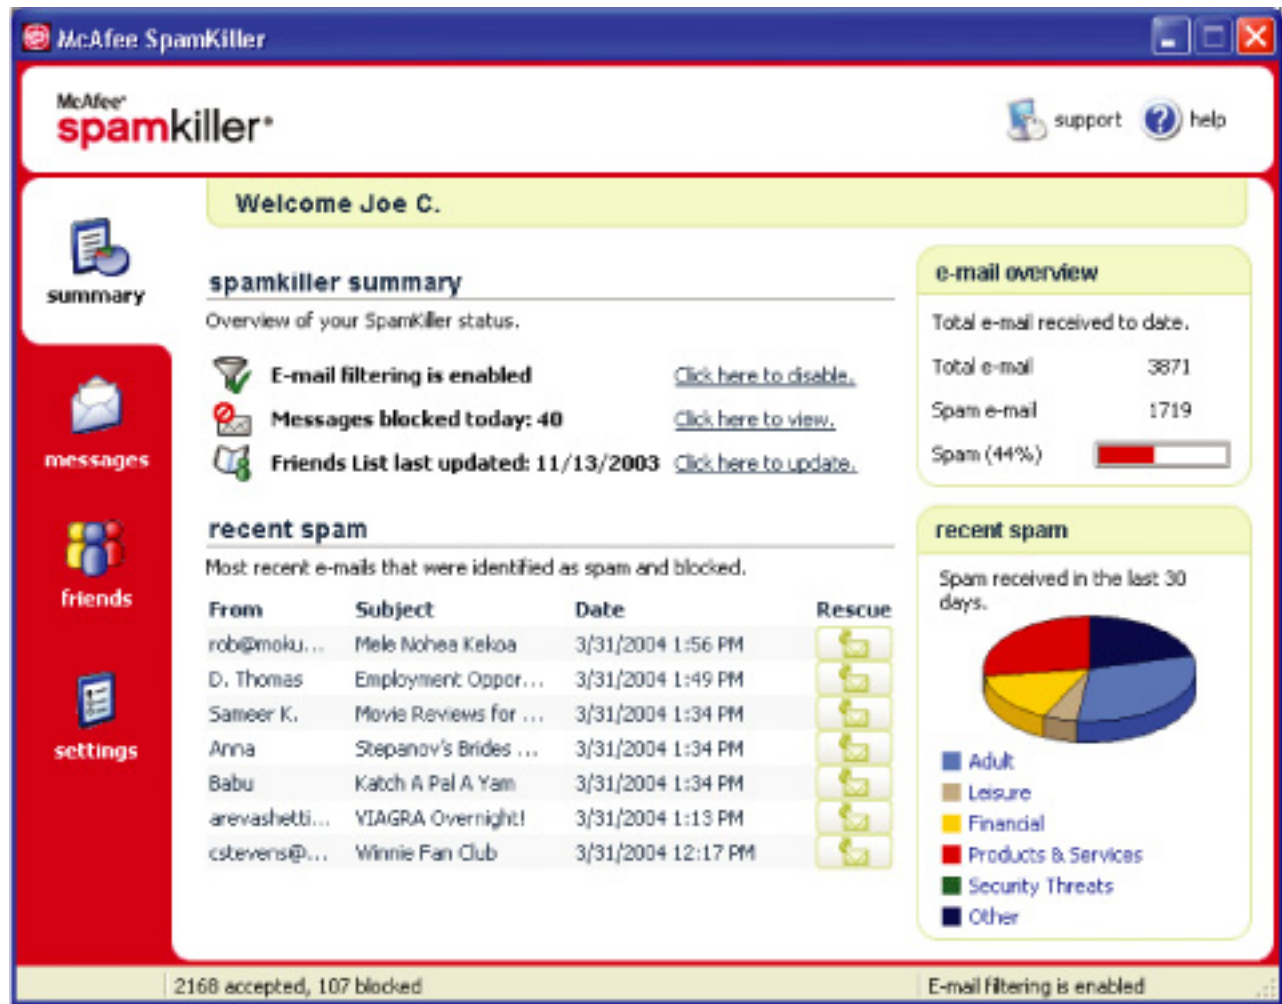 McAfee SpamKiller
McAfee®
spamkiller®
support
help
Welcome Joe C.
summary
messages
friends
settings
spamkiller summary
Overview of your SpamKiller status.
E-mail filtering is enabled Click here to disable.
Messages blocked today: 40 Click here to view.
Friends List last updated: 11/13/2003 Click here to update.
recent spam
Most recent e-mails that were identified as spam and blocked.
From Subject Date Rescue
rob@moku... Mele Nohea Kekoa 3/31/2004 1:56 PM
D. Thomas Employment Oppor... 3/31/2004 1:49 PM
Sameer K. Movie Reviews for ... 3/31/2004 1:34 PM
Anna Stepanov's Brides ... 3/31/2004 1:34 PM
Babu Katch A Pal A Yam 3/31/2004 1:34 PM
arevashetti... VIAGRA Overnight! 3/31/2004 1:13 PM
cstevens@... Winnie Fan Club 3/31/2004 12:17 PM
e-mail overview
Total e-mail received to date.
Total e-mail 3871
Spam e-mail 1719
Spam (44%)
recent spam
Spam received in the last 30
days.
Adult
Leisure
Financial
Products & Services
Security Threats
Other
2168 accepted, 107 blocked
E-mail filtering is enabled